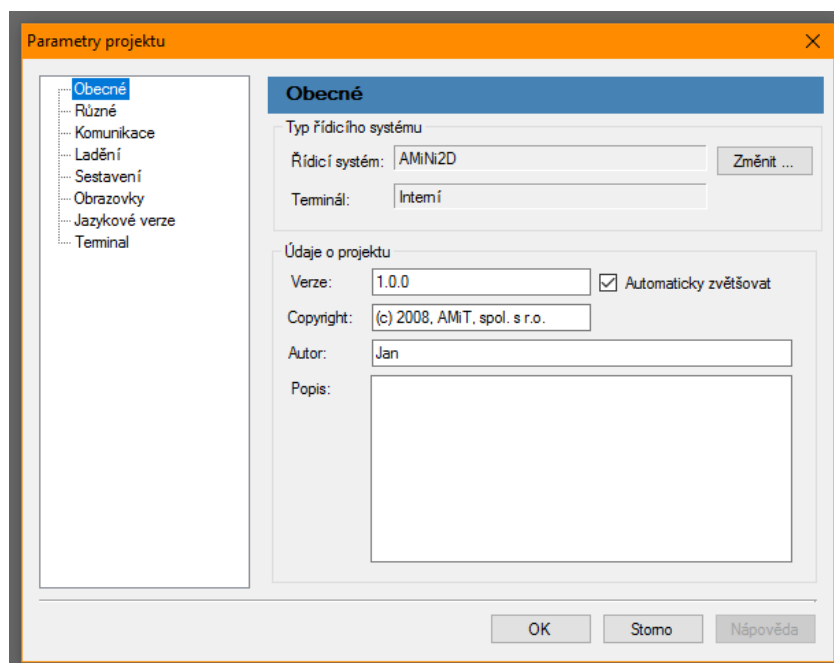 Parametry projektu
Obecné
Různé
Komunikace
Ladění
Sestavení
Obrazovky
Jazykové verze
Terminal
Obecné
Typ řídicího systému
Řídicí systém: AMiNi2D Změnit ...
Terminál: Interní
Údaje o projektu
Verze: 1.0.0 Automaticky zvětšovat
Copyright: (c) 2008, AMiT, spol. s r.o.
Autor: Jan
Popis:
OK Storno Nápověda